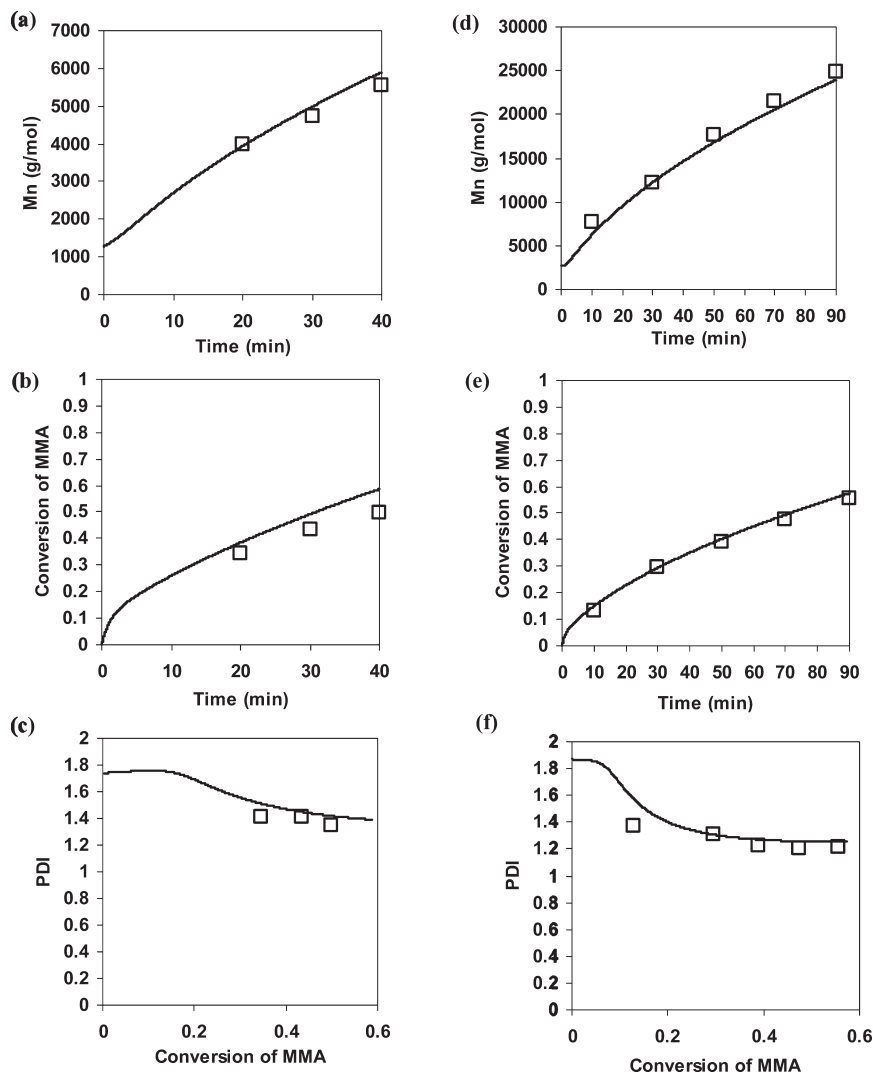 (a)
7000
6000
5000
4000
3000
2000
1000
0
Mn (g/mol)
0 10 20 30 40
Time (min)
(d)
30000
25000
20000
15000
10000
5000
0
Mn (g/mol)
0 10 20 30 40 50 60 70 80 90
Time (min)
(b)
1
0.9
0.8
0.7
0.6
0.5
0.4
0.3
0.2
0.1
0
Conversion of MMA
0 10 20 30 40
Time (min)
(e)
1
0.9
0.8
0.7
0.6
0.5
0.4
0.3
0.2
0.1
0
Conversion of MMA
0 10 20 30 40 50 60 70 80 90
Time (min)
(c)
2
1.8
1.6
1.4
1.2
1
0.8
0.6
0.4
0.2
0
PDI
0 0.2 0.4 0.6
Conversion of MMA
(f)
2
1.8
1.6
1.4
1.2
1
0.8
0.6
0.4
0.2
0
PDI
0 0.2 0.4 0.6
Conversion of MMA